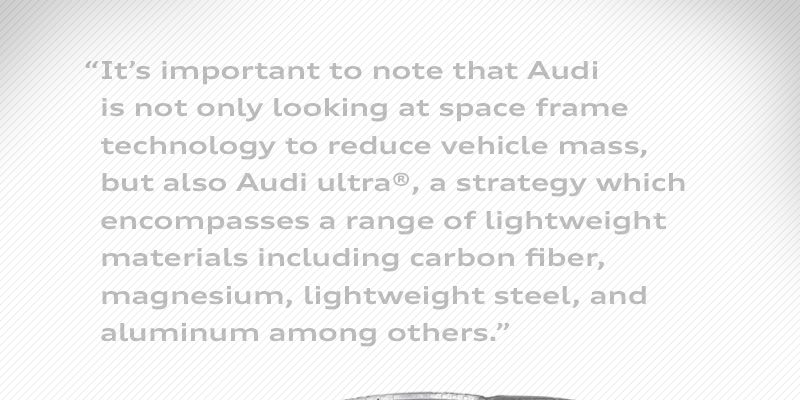 “It’s important to note that Audi
is not only looking at space frame
technology to reduce vehicle mass,
but also Audi ultra®, a strategy which
encompasses a range of lightweight
materials including carbon fiber,
magnesium, lightweight steel, and
aluminum among others.”